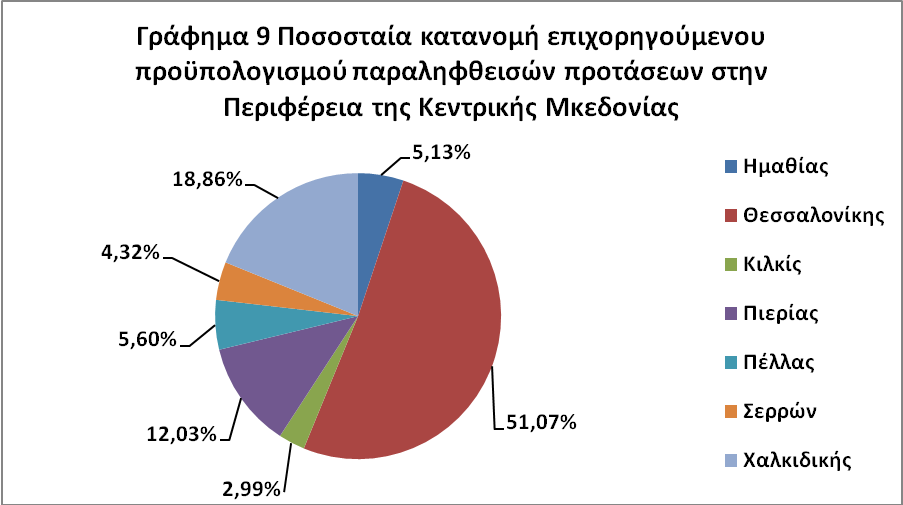 Γράφημα 9 Ποσοσταία κατανομή επιχορηγούμενου
προϋπολογισμού παραληφθεισών προτάσεων στην
Περιφέρεια της Κεντρικής Μκεδονίας
5,13%
18,86%
4,32%
5,60%
12,03%
2,99%
51,07%
Ημαθίας
Θεσσαλονίκης
Κιλκίς
Πιερίας
Πέλλας
Σερρών
Χαλκιδικής